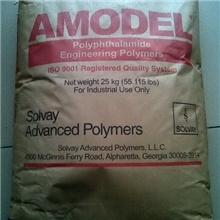 AMODEL
Polyphthalamide
Engineering Polymers
ISO 9001 Registered Quality System
Net weight 25 kg (55.115 lbs)
For Industrial Use Only
Solvay
Advanced Polymers
S
SOLVAY
Solvay Advanced Polymers, L.L.C.
McGinnis Ferry Road, Alpharetta, Georgia 30005-3914